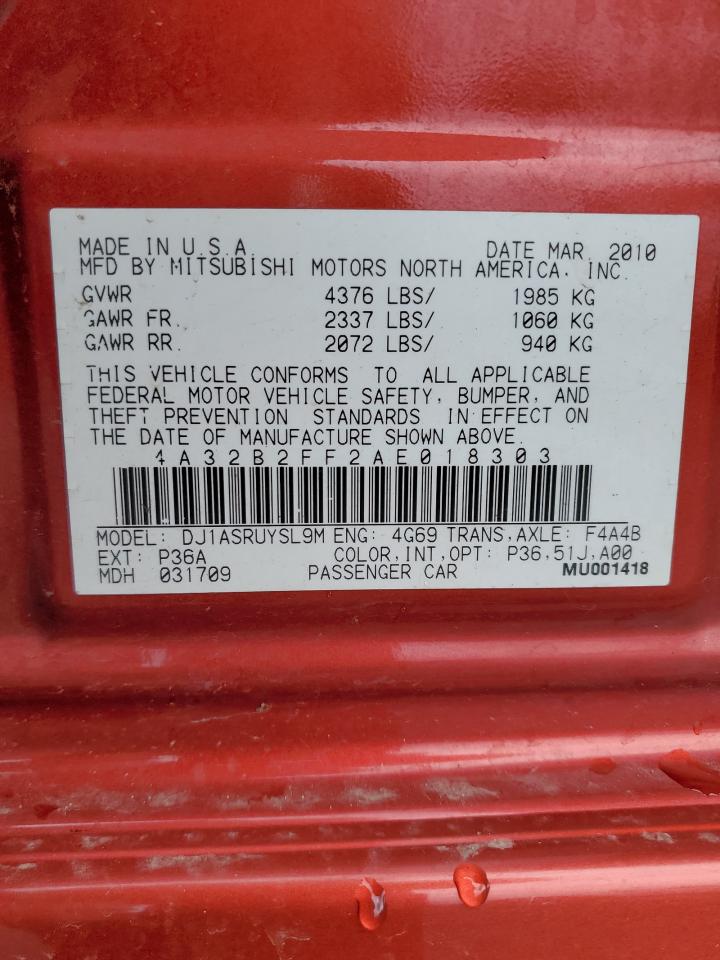 MADE IN U.S.A. DATE MAR 2010
MFD BY MITSUBISHI MOTORS NORTH AMERICA, INC.
GVWR 4376 LBS/ 1985 KG
GAWR FR. 2337 LBS/ 1060 KG
GAWR RR. 2072 LBS/ 940 KG
THIS VEHICLE CONFORMS TO ALL APPLICABLE
FEDERAL MOTOR VEHICLE SAFETY, BUMPER, AND
THEFT PREVENTION STANDARDS IN EFFECT ON
THE DATE OF MANUFACTURE SHOWN ABOVE.
4A32B2FF2AE018303
MODEL: DJ1ASRUYSL9M ENG: 4G69 TRANS,AXLE: F4A4B
EXT: P36A COLOR,INT,OPT: P36,51J,A00
MDH 031709 PASSENGER CAR MU001418